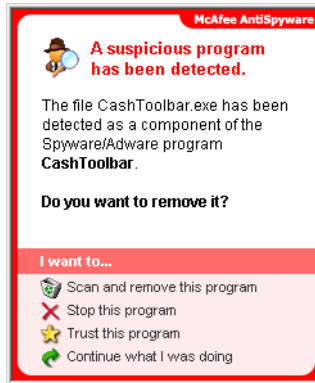 McAfee AntiSpyware
A suspicious program
has been detected.
The file CashToolbar.exe has been
detected as a component of the
Spyware/Adware program
CashToolbar.
Do you want to remove it?
I want to...
Scan and remove this program
Stop this program
Trust this program
Continue what I was doing